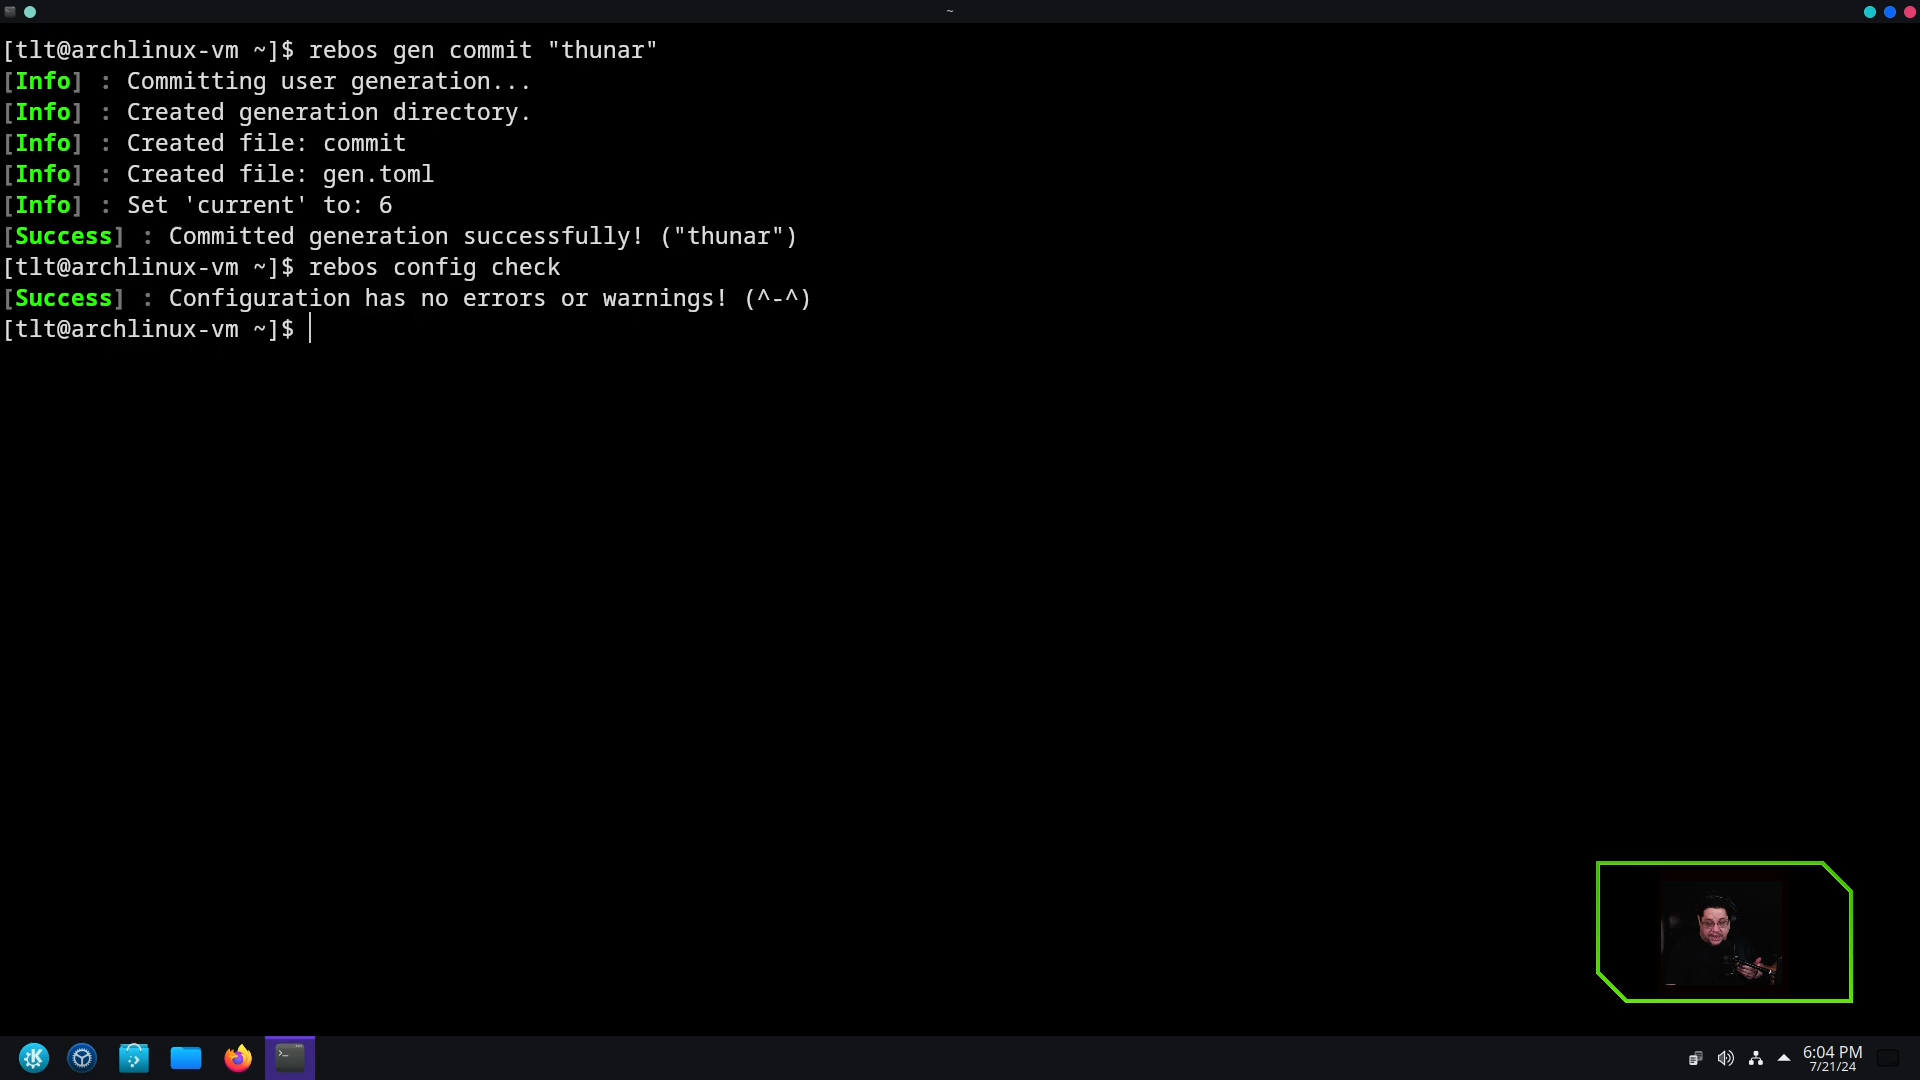 ~
[tlt@archlinux-vm ~]$ rebos gen commit "thunar"
[Info] : Committing user generation...
[Info] : Created generation directory.
[Info] : Created file: commit
[Info] : Created file: gen.toml
[Info] : Set 'current' to: 6
[Success] : Committed generation successfully! ("thunar")
[tlt@archlinux-vm ~]$ rebos config check
[Success] : Configuration has no errors or warnings! (^-^)
[tlt@archlinux-vm ~]$
6:04 PM
7/21/24